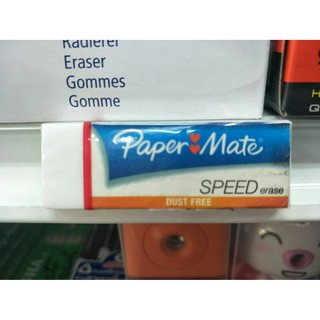 Radierer
Eraser
Gommes
Gomme
Paper Mate
SPEED erase
DUST FREE